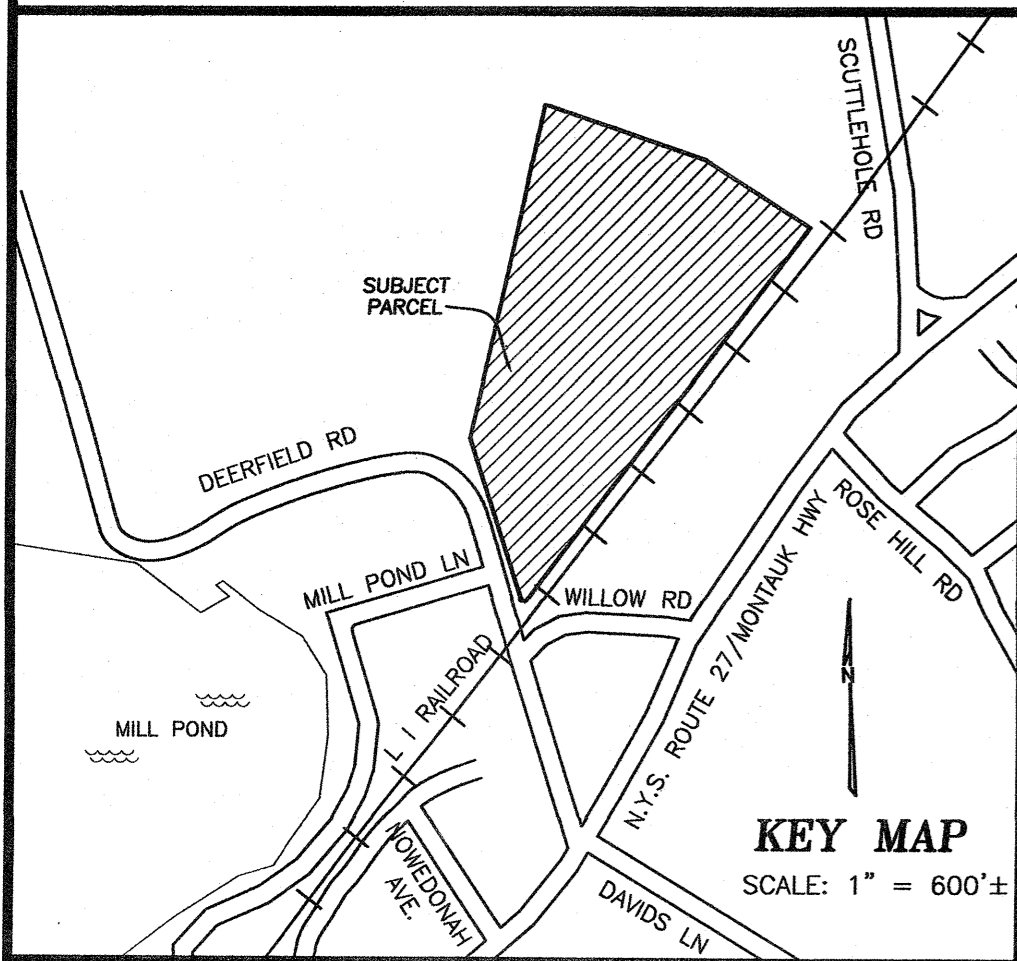 SCUTTLEHOLE RD
SUBJECT
PARCEL
DEERFIELD RD
ROSE HILL RD
MILL POND LN
WILLOW RD
N.Y.S. ROUTE 27/MONTAUK HWY
N
L I RAILROAD
MILL POND
NOWEDONAH
AVE.
DAVIDS LN
KEY MAP
SCALE: 1" = 600'±